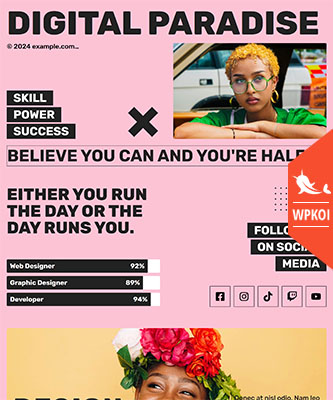 DIGITAL PARADISE
© 2024 example.com...
SKILL
POWER
SUCCESS
BELIEVE YOU CAN AND YOU'RE HALF
WPKOI
EITHER YOU RUN
THE DAY OR THE
DAY RUNS YOU.
FOLLO
ON SOCI
MEDIA
Web Designer 92%
Graphic Designer 89%
Developer 94%
Donec at nisl odio. Nam leo